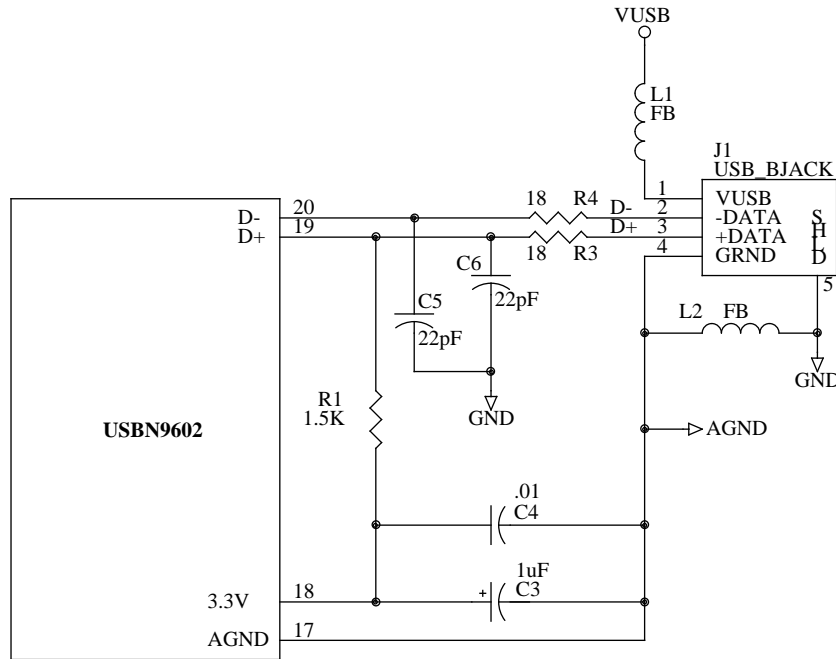 VUSB
L1
FB
J1
USB_BJACK
1 VUSB
20 18 R4 D- 2 -DATA
D-
19 18 R3 D+ 3 +DATA
D+
4 GRND
SHLD
5
C6
22pF
C5
22pF
L2 FB
GND
R1
1.5K
GND
AGND
USBN9602
.01
C4
1uF
+ C3
3.3V 18
AGND 17